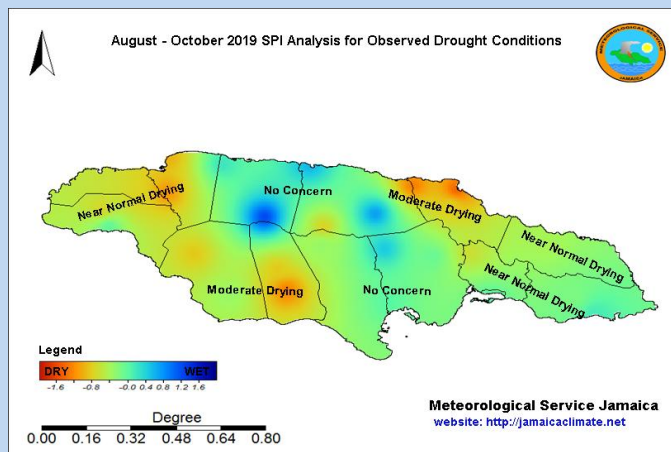 August - October 2019 SPI Analysis for Observed Drought Conditions
METEOROLOGICAL SERVICE
JAMAICA
No Concern
Near Normal Drying
Moderate Drying
Near Normal Drying
Near Normal Drying
Moderate Drying
No Concern
Legend
DRY WET
-1.6 -0.8 -0.0 0.4 0.8 1.2 1.6
Degree
0.00 0.16 0.32 0.48 0.64 0.80
Meteorological Service Jamaica
website: http://jamaicaclimate.net